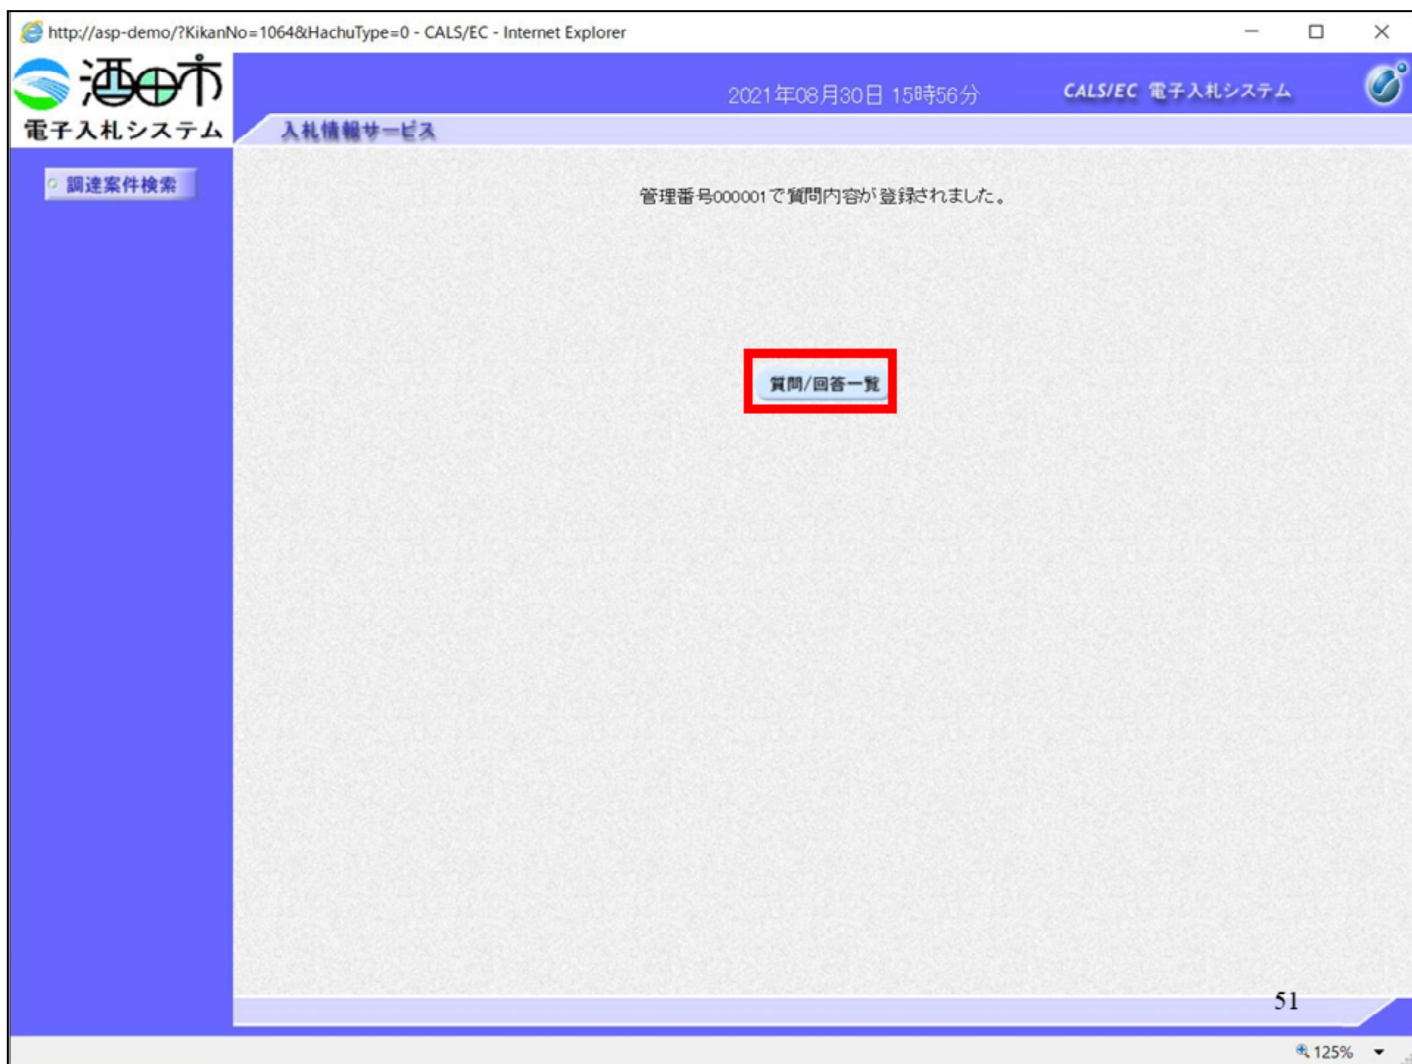 http://asp-demo/?KikanNo=1064&HachuType=0 - CALS/EC - Internet Explorer
酒田市
電子入札システム
2021年08月30日 15時56分
CALS/EC 電子入札システム
入札情報サービス
調達案件検索
管理番号000001で質問内容が登録されました。
質問/回答一覧
51
125%